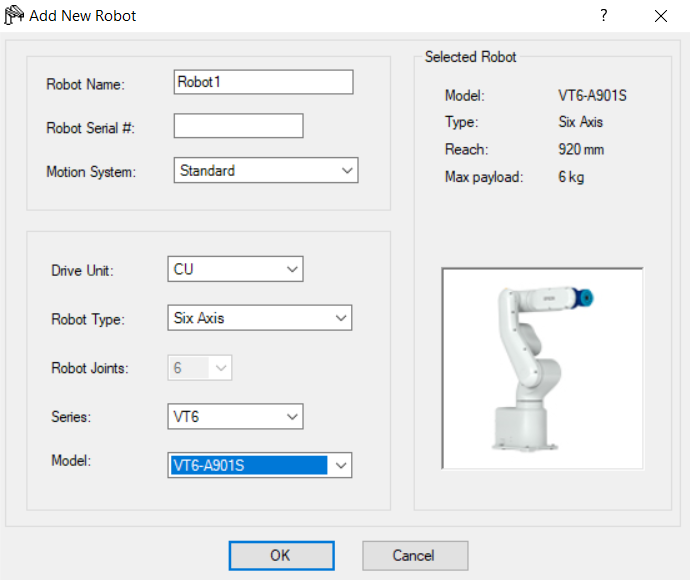 Add New Robot
?
Robot Name: Robot1
Robot Serial #:
Motion System: Standard
Drive Unit: CU
Robot Type: Six Axis
Robot Joints: 6
Series: VT6
Model: VT6-A901S
Selected Robot
Model: VT6-A901S
Type: Six Axis
Reach: 920 mm
Max payload: 6 kg
OK
Cancel